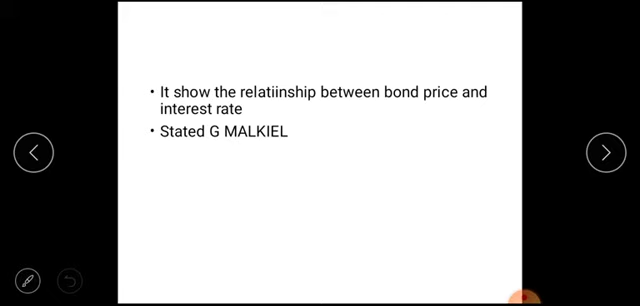 • It show the relatiinship between bond price and
interest rate
• Stated G MALKIEL